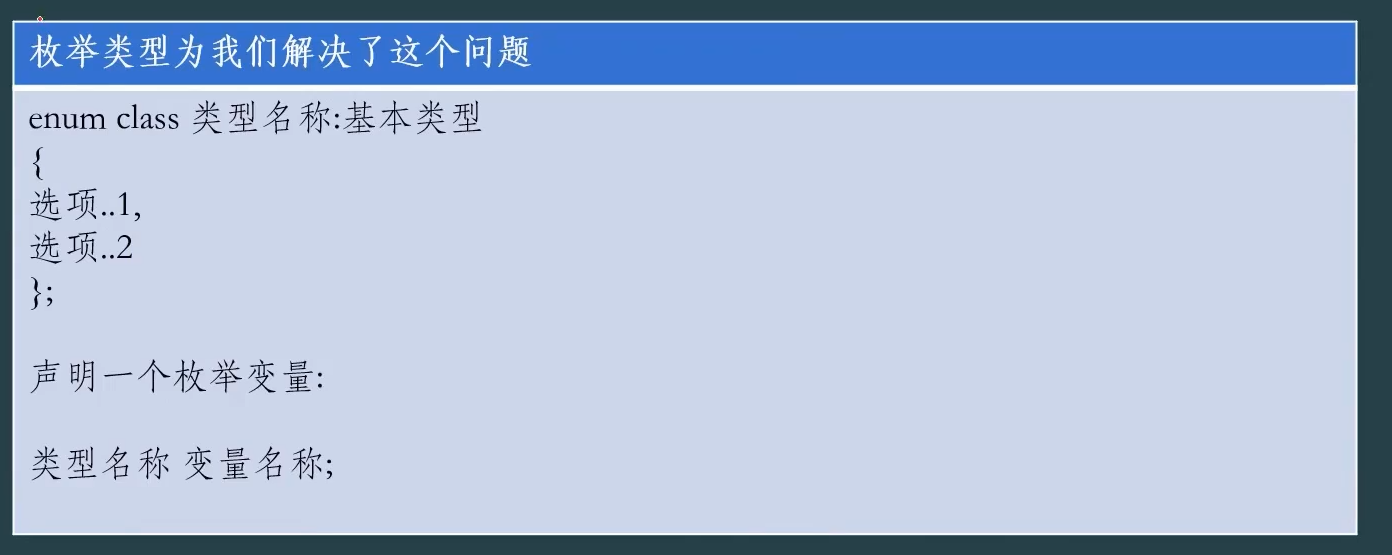 枚举类型为我们解决了这个问题
enum class 类型名称:基本类型
{
选项..1,
选项..2
};
声明一个枚举变量:
类型名称 变量名称;